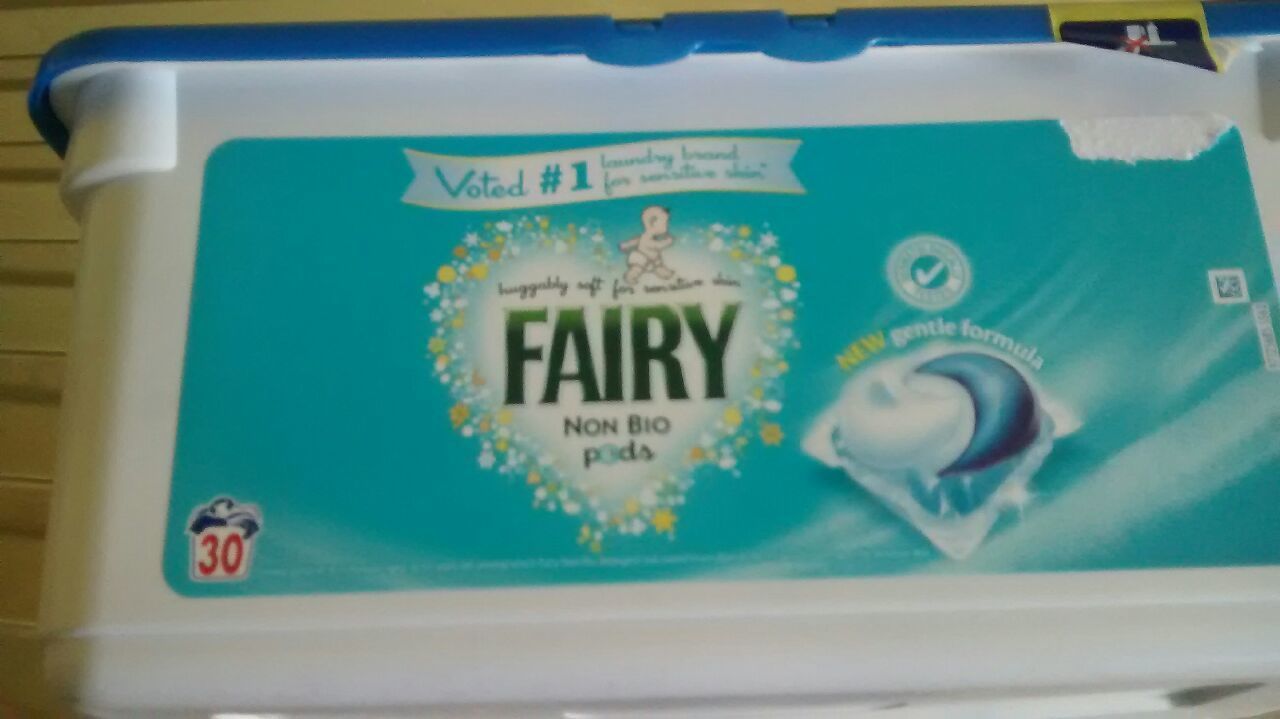 Voted #1 laundry brand
for sensitive skin
huggably soft for sensitive skin
FAIRY
NON BIO
pods
NEW gentle formula
30